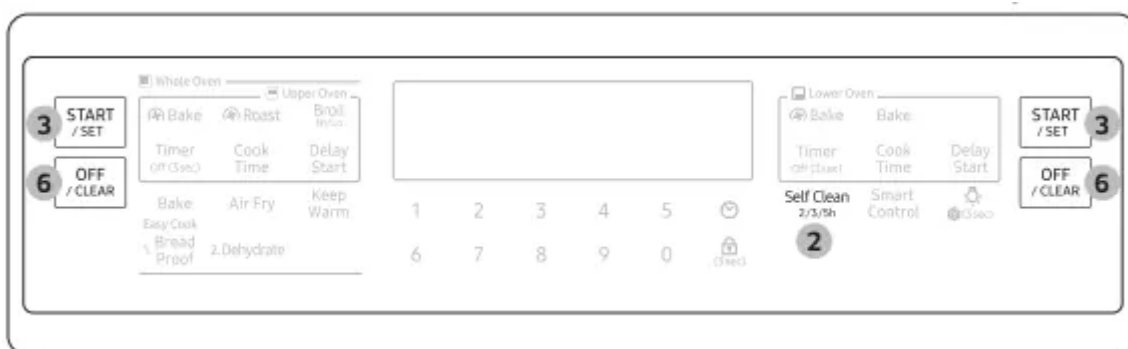 Whole Oven
Upper Oven
Lower Oven
3 START / SET
Bake Roast Broil Hi/Lo
Bake Bake
START / SET 3
Timer Off (3sec) Cook Time Delay Start
Timer Off (3sec) Cook Time Delay Start
6 OFF / CLEAR
OFF / CLEAR 6
Bake Air Fry Keep Warm
Self Clean 2/3/5h Smart Control (3sec)
1 2 3 4 5
2
Easy Cook
1. Bread Proof 2. Dehydrate
6 7 8 9 0 (3sec)